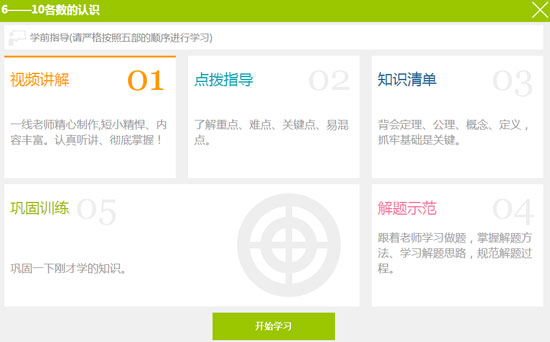 6——10各数的认识
学前指导(请严格按照五部的顺序进行学习)
视频讲解 01
一线老师精心制作,短小精悍、内
容丰富。认真听讲、彻底掌握！
点拨指导 02
了解重点、难点、关键点、易混
点。
知识清单 03
背会定理、公理、概念、定义，
抓牢基础是关键。
解题示范 04
跟着老师学习做题，掌握解题方
法、学习解题思路，规范解题过
程。
巩固训练 05
巩固一下刚才学的知识。
开始学习